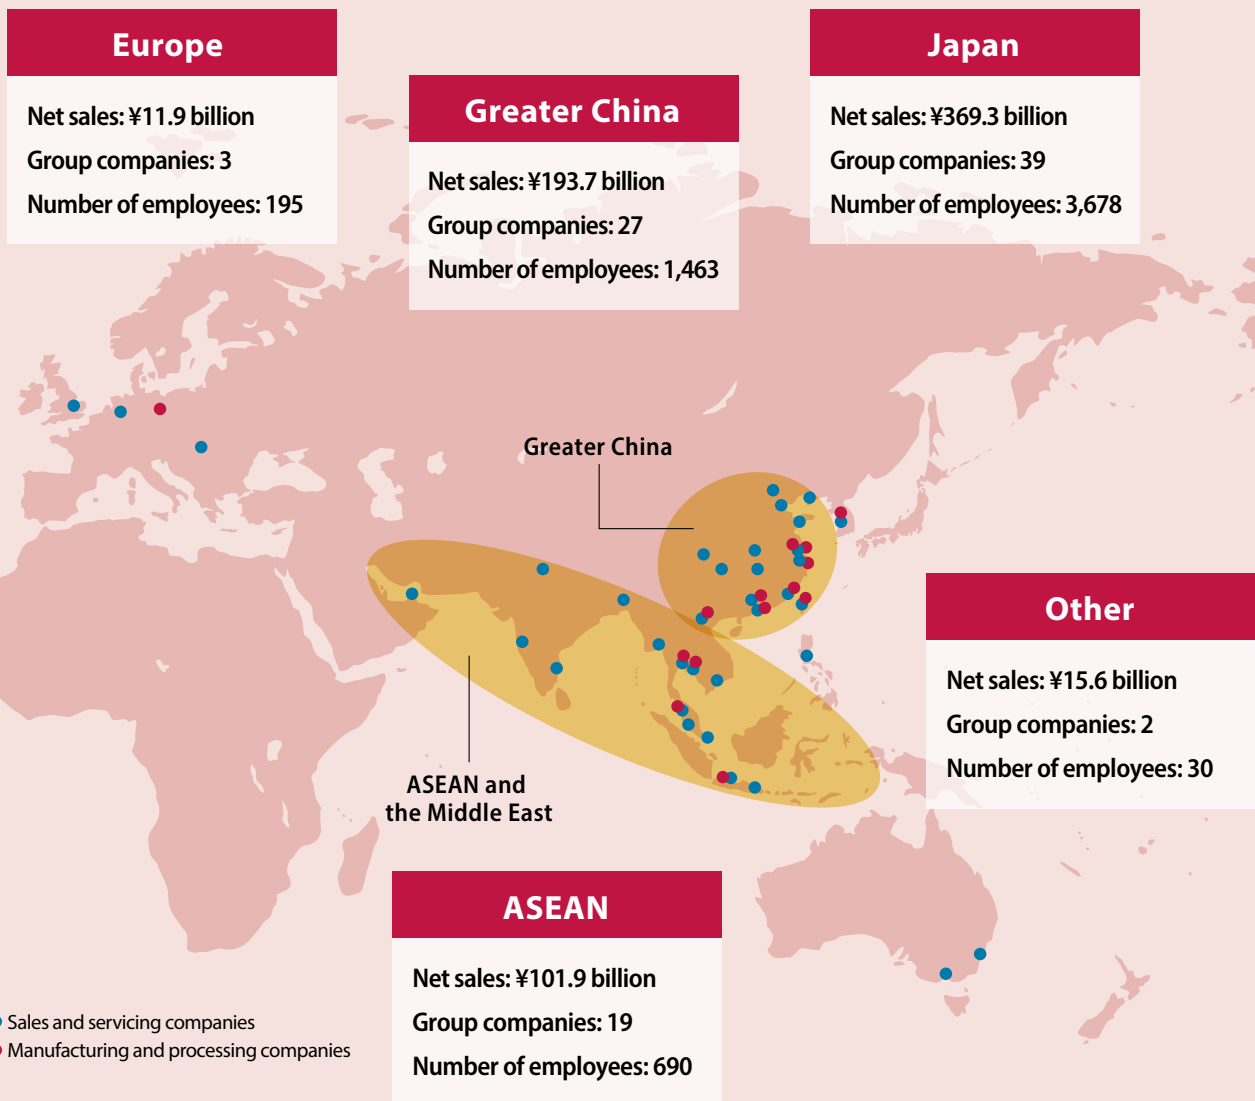 Europe
Net sales: ¥11.9 billion
Group companies: 3
Number of employees: 195
Greater China
Net sales: ¥193.7 billion
Group companies: 27
Number of employees: 1,463
Japan
Net sales: ¥369.3 billion
Group companies: 39
Number of employees: 3,678
Greater China
Other
Net sales: ¥15.6 billion
Group companies: 2
Number of employees: 30
ASEAN and
the Middle East
ASEAN
Net sales: ¥101.9 billion
Group companies: 19
Number of employees: 690
Sales and servicing companies
Manufacturing and processing companies